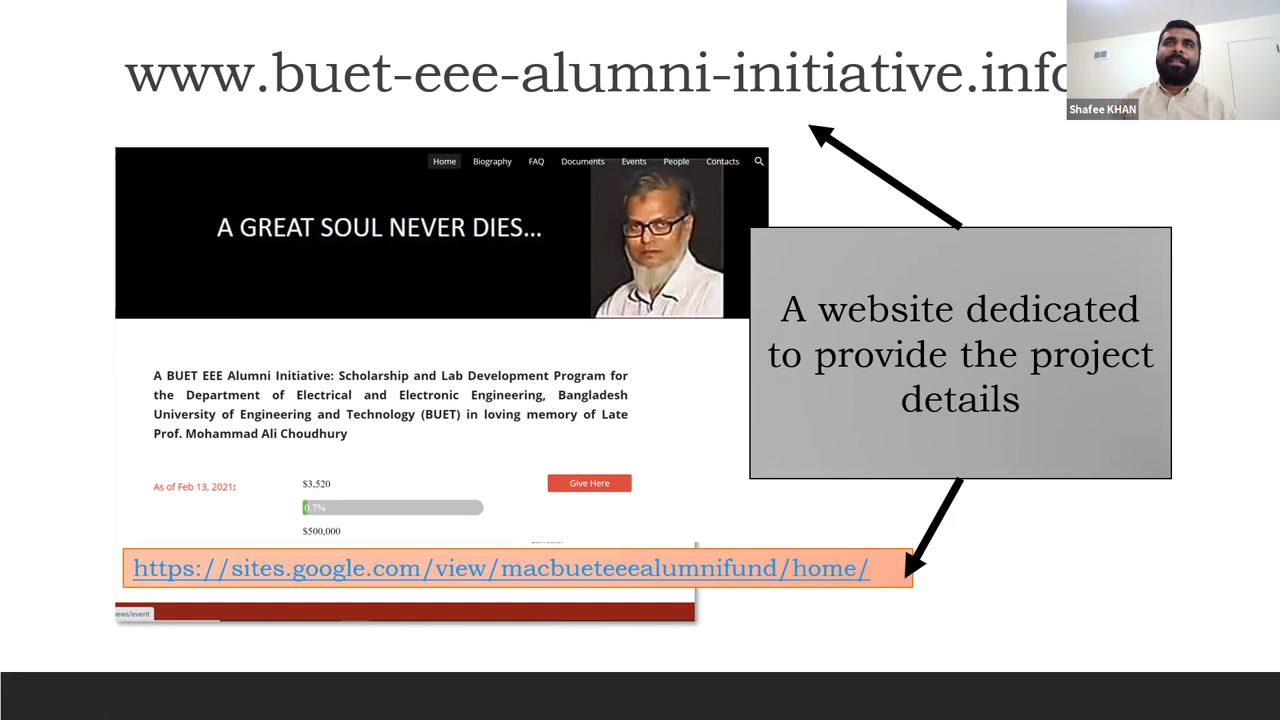 www.buet-eee-alumni-initiative.info
Shafee KHAN
Home Biography FAQ Documents Events People Contacts
A GREAT SOUL NEVER DIES...
A website dedicated
to provide the project
details
A BUET EEE Alumni Initiative: Scholarship and Lab Development Program for
the Department of Electrical and Electronic Engineering, Bangladesh
University of Engineering and Technology (BUET) in loving memory of Late
Prof. Mohammad Ali Choudhury
As of Feb 13, 2021:
$3,520
Give Here
0.7%
$500,000
https://sites.google.com/view/macbueteeealumnifund/home/
news/event